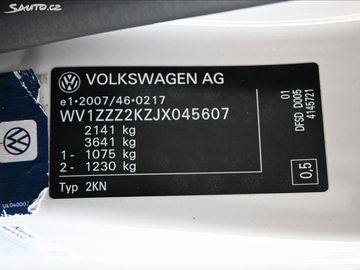 SAUTO.CZ
VOLKSWAGEN AG
e1*2007/46*0217
WV1ZZZ2KZJX045607
2141 kg
3641 kg
1- 1075 kg
2- 1230 kg
Typ 2KN
01
DFSD D005
4145721
0,5